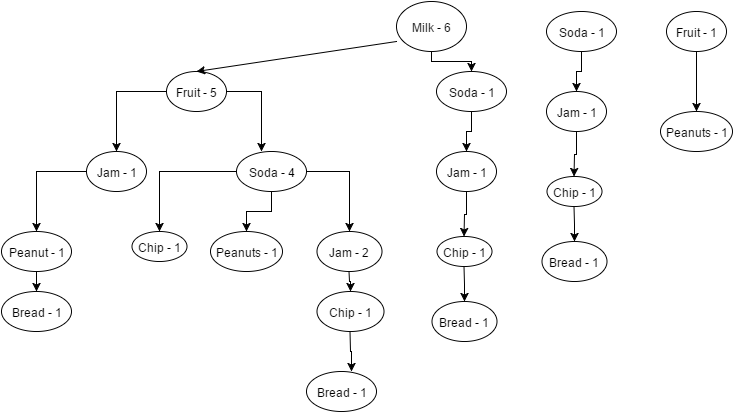 Milk - 6
Soda - 1
Fruit - 1
Fruit - 5
Soda - 1
Jam - 1
Peanuts - 1
Jam - 1
Soda - 4
Jam - 1
Chip - 1
Peanut - 1
Chip - 1
Peanuts - 1
Jam - 2
Chip - 1
Bread - 1
Bread - 1
Chip - 1
Bread - 1
Bread - 1